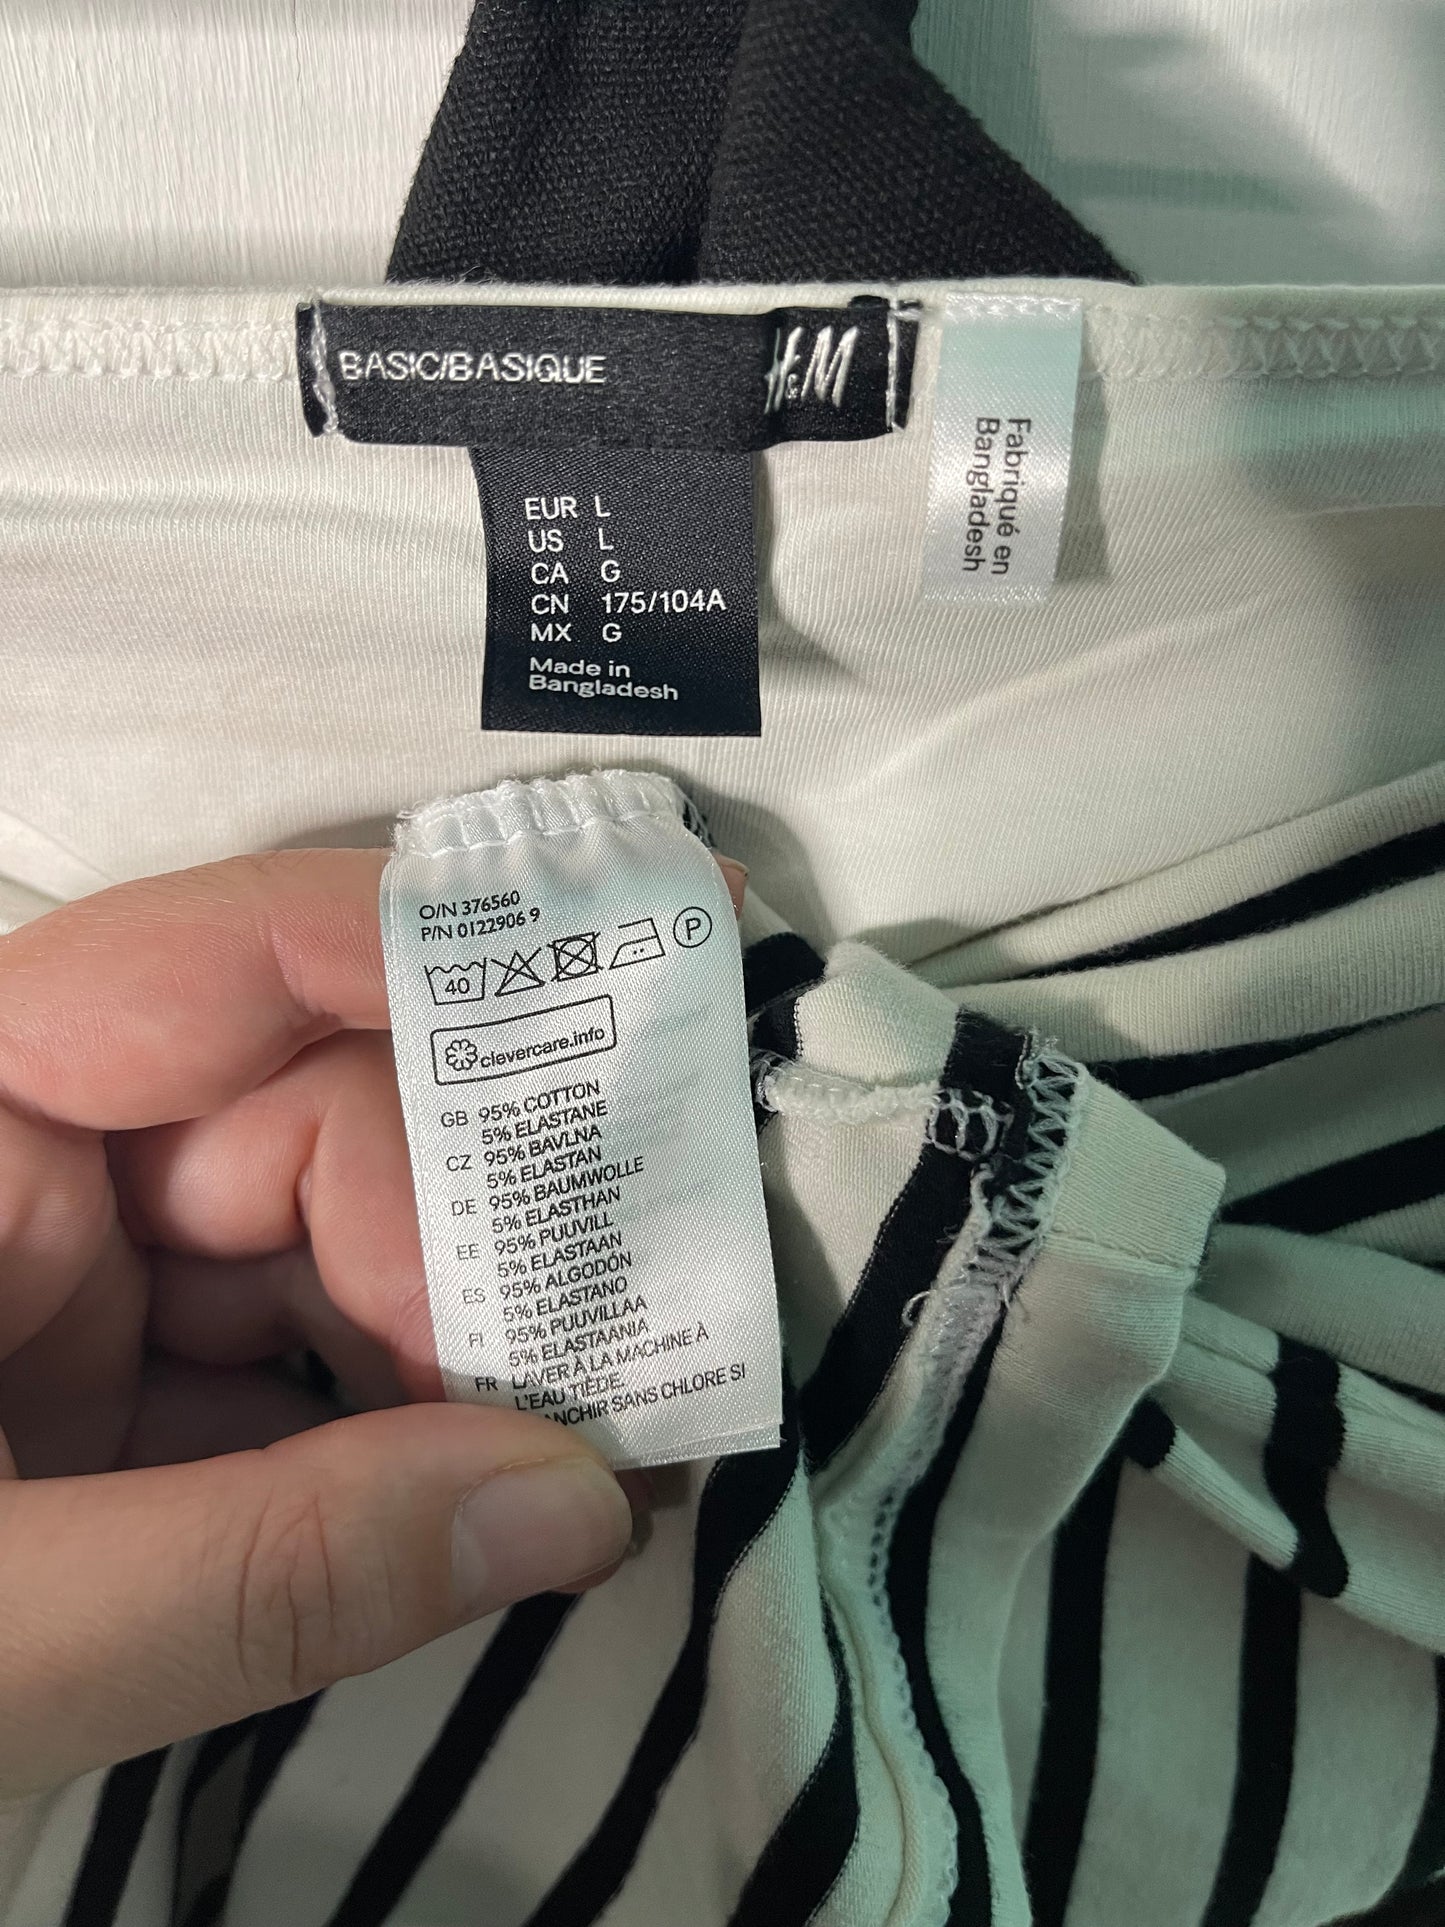 BASIC/BASIQUE H&M
EUR L
US L
CA G
CN 175/104A
MX G
Made in
Bangladesh
Fabriqué en
Bangladesh
O/N 376560
P/N 0122906 9
40 P
clevercare.info
GB 95% COTTON
5% ELASTANE
CZ 95% BAVLNA
5% ELASTAN
DE 95% BAUMWOLLE
5% ELASTHAN
EE 95% PUUVILL
5% ELASTAAN
ES 95% ALGODÓN
5% ELASTANO
FI 95% PUUVILLAA
5% ELASTAANIA
FR LAVER À LA MACHINE À
L'EAU TIÈDE.
SANS CHLORE SI